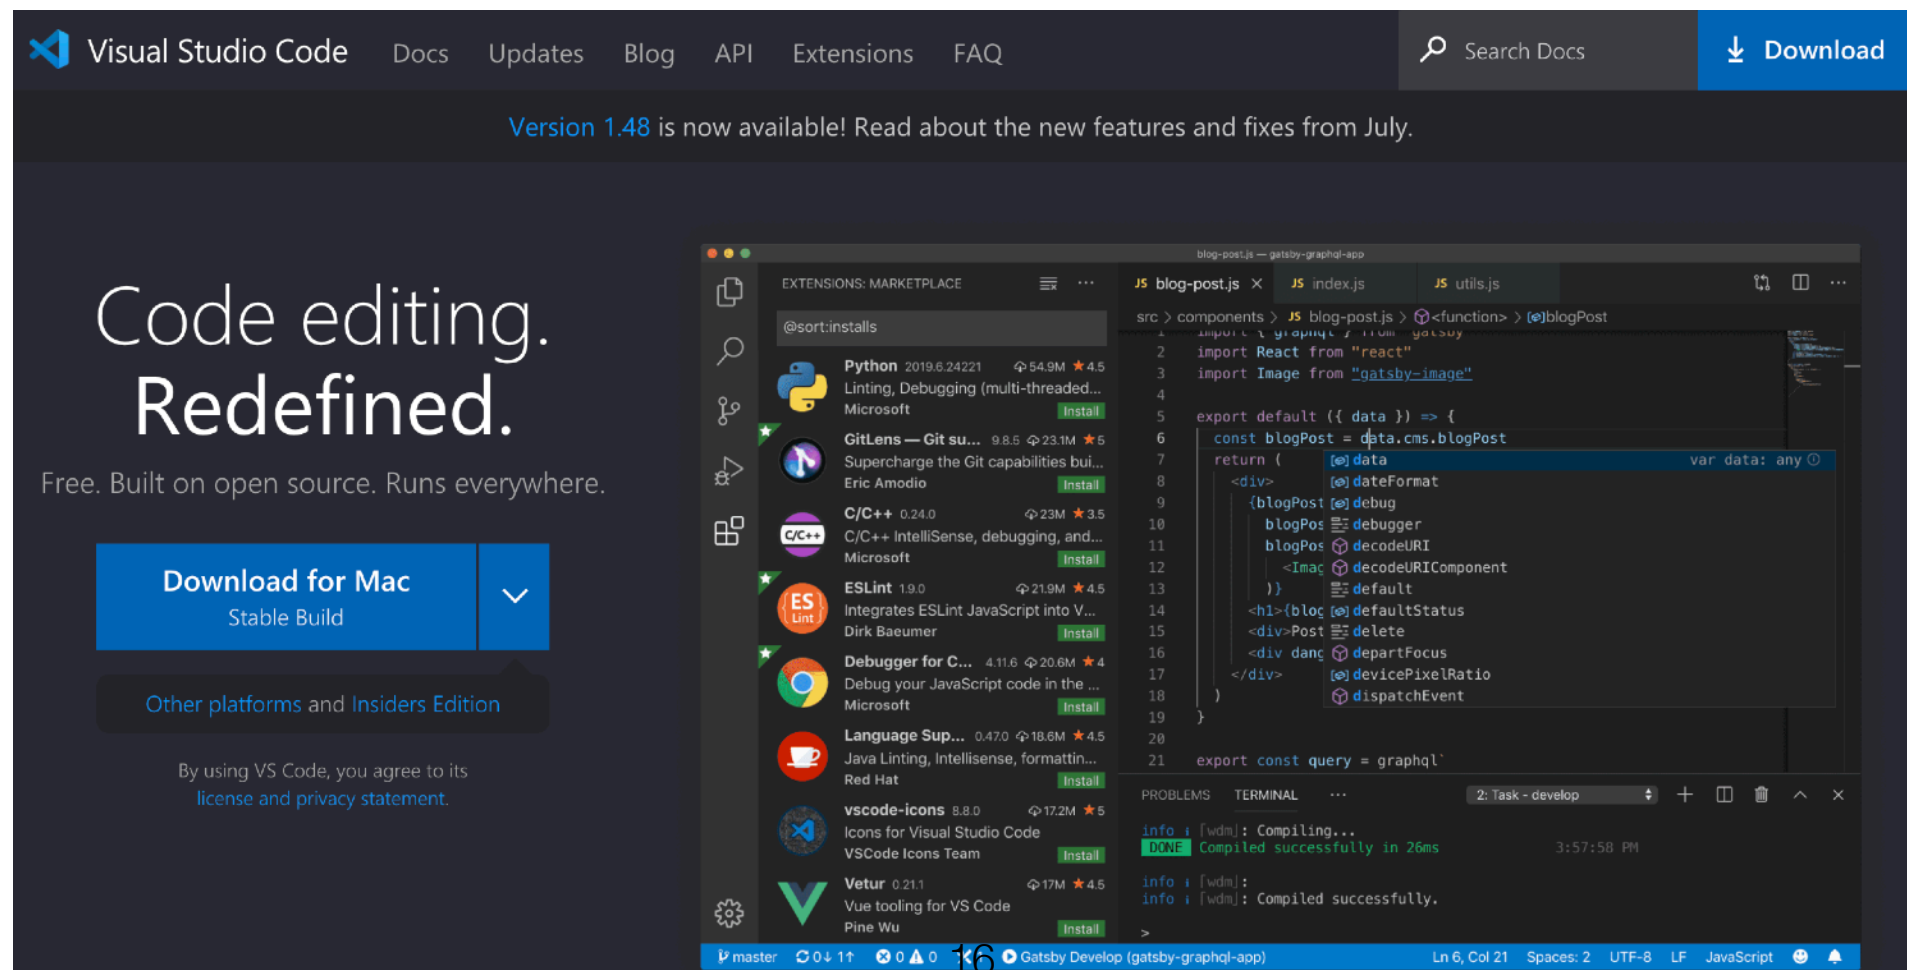 Visual Studio Code Docs Updates Blog API Extensions FAQ Search Docs Download
Version 1.48 is now available! Read about the new features and fixes from July.
Code editing.
Redefined.
Free. Built on open source. Runs everywhere.
Download for Mac
Stable Build
Other platforms and Insiders Edition
By using VS Code, you agree to its
license and privacy statement.
blog-post.js — gatsby-graphql-app
EXTENSIONS: MARKETPLACE ···
@sort:installs
Python 2019.6.24221 54.9M ★4.5
Linting, Debugging (multi-threaded...
Microsoft Install
GitLens — Git su... 9.8.5 23.1M ★5
Supercharge the Git capabilities bui...
Eric Amodio Install
C/C++
C/C++ 0.24.0 23M ★3.5
C/C++ IntelliSense, debugging, and...
Microsoft Install
ES
Lint
ESLint 1.9.0 21.9M ★4.5
Integrates ESLint JavaScript into V...
Dirk Baeumer Install
Debugger for C... 4.11.6 20.6M ★4
Debug your JavaScript code in the ...
Microsoft Install
Language Sup... 0.47.0 18.6M ★4.5
Java Linting, Intellisense, formattin...
Red Hat Install
vscode-icons 8.8.0 17.2M ★5
Icons for Visual Studio Code
VSCode Icons Team Install
Vetur 0.21.1 17M ★4.5
Vue tooling for VS Code
Pine Wu Install
JS blog-post.js × JS index.js JS utils.js ···
src > components > JS blog-post.js > <function> > blogPost
1 import { graphql } from "gatsby"
2 import React from "react"
3 import Image from "gatsby-image"
4
5 export default ({ data }) => {
6 const blogPost = data.cms.blogPost
7 return (
8 <div>
9 {blogPost
10 blogPos
11 blogPos
12 <Imag
13 )}
14 <h1>{blog
15 <div>Post
16 <div dang
17 </div>
18 )
19 }
20
21 export const query = graphql`
data var data: any
dateFormat
debug
debugger
decodeURI
decodeURIComponent
default
defaultStatus
delete
departFocus
devicePixelRatio
dispatchEvent
PROBLEMS TERMINAL ··· 2: Task - develop
info i ｢wdm｣: Compiling...
DONE Compiled successfully in 26ms 3:57:58 PM
info i ｢wdm｣:
info i ｢wdm｣: Compiled successfully.
>
master 0↓ 1↑ 0 0 16 Gatsby Develop (gatsby-graphql-app) Ln 6, Col 21 Spaces: 2 UTF-8 LF JavaScript